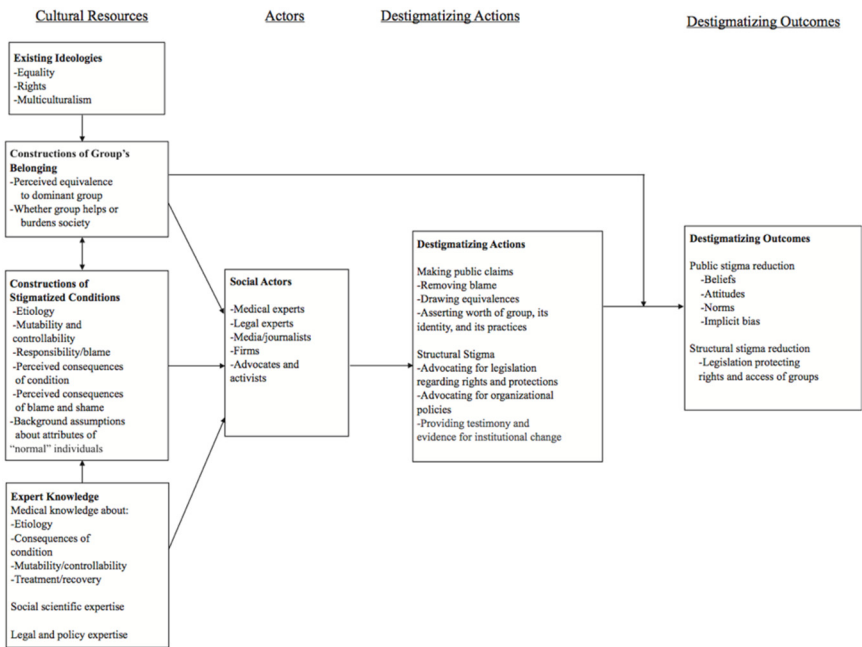 Cultural Resources
Actors
Destigmatizing Actions
Destigmatizing Outcomes
Existing Ideologies
-Equality
-Rights
-Multiculturalism
Constructions of Group's
Belonging
-Perceived equivalence
to dominant group
-Whether group helps or
burdens society
Constructions of
Stigmatized Conditions
-Etiology
-Mutability and
controllability
-Responsibility/blame
-Perceived consequences
of condition
-Perceived consequences
of blame and shame
-Background assumptions
about attributes of
"normal" individuals
Expert Knowledge
Medical knowledge about:
-Etiology
-Consequences of
condition
-Mutability/controllability
-Treatment/recovery
Social scientific expertise
Legal and policy expertise
Social Actors
-Medical experts
-Legal experts
-Media/journalists
-Firms
-Advocates and
activists
Destigmatizing Actions
Making public claims
-Removing blame
-Drawing equivalences
-Asserting worth of group, its
identity, and its practices
Structural Stigma
-Advocating for legislation
regarding rights and protections
-Advocating for organizational
policies
-Providing testimony and
evidence for institutional change
Destigmatizing Outcomes
Public stigma reduction
-Beliefs
-Attitudes
-Norms
-Implicit bias
Structural stigma reduction
-Legislation protecting
rights and access of groups